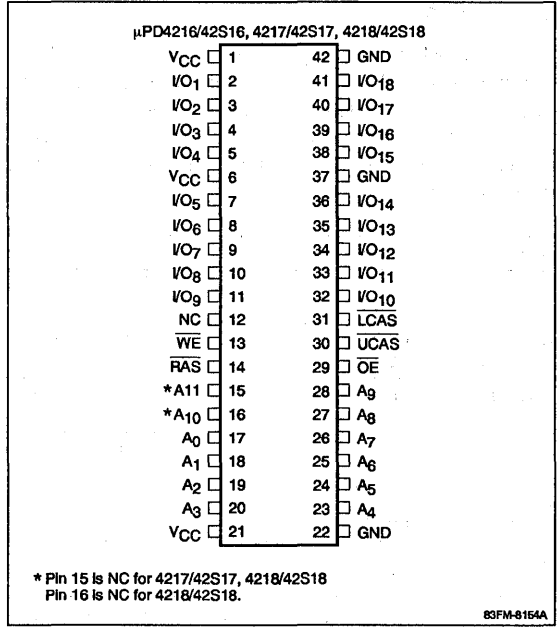 µPD4216/42S16, 4217/42S17, 4218/42S18
VCC 1 42 GND
I/O1 2 41 I/O18
I/O2 3 40 I/O17
I/O3 4 39 I/O16
I/O4 5 38 I/O15
VCC 6 37 GND
I/O5 7 36 I/O14
I/O6 8 35 I/O13
I/O7 9 34 I/O12
I/O8 10 33 I/O11
I/O9 11 32 I/O10
NC 12 31 LCAS
WE 13 30 UCAS
RAS 14 29 OE
*A11 15 28 A9
*A10 16 27 A8
A0 17 26 A7
A1 18 25 A6
A2 19 24 A5
A3 20 23 A4
VCC 21 22 GND
* Pin 15 is NC for 4217/42S17, 4218/42S18
Pin 16 is NC for 4218/42S18.
83FM-8154A